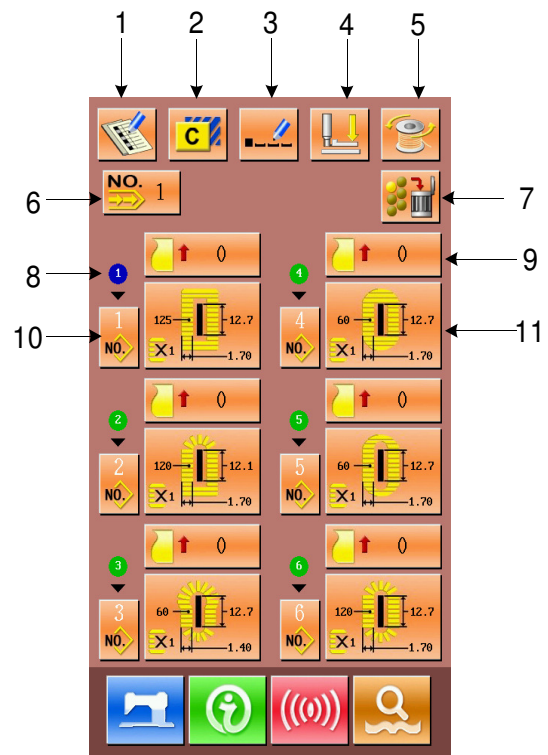 1 2 3 4 5
C
6 NO. 1 7
0 0
8 1 4 9
125 12.7 60 12.7
10 1 4 11
NO. X1 1.70 NO. X1 1.70
0 0
2 5
120 12.1 60 12.7
2 5
NO. X1 1.70 NO. X1 1.70
0 0
3 6
60 12.7 120 12.7
3 6
NO. X1 1.40 NO. X1 1.70